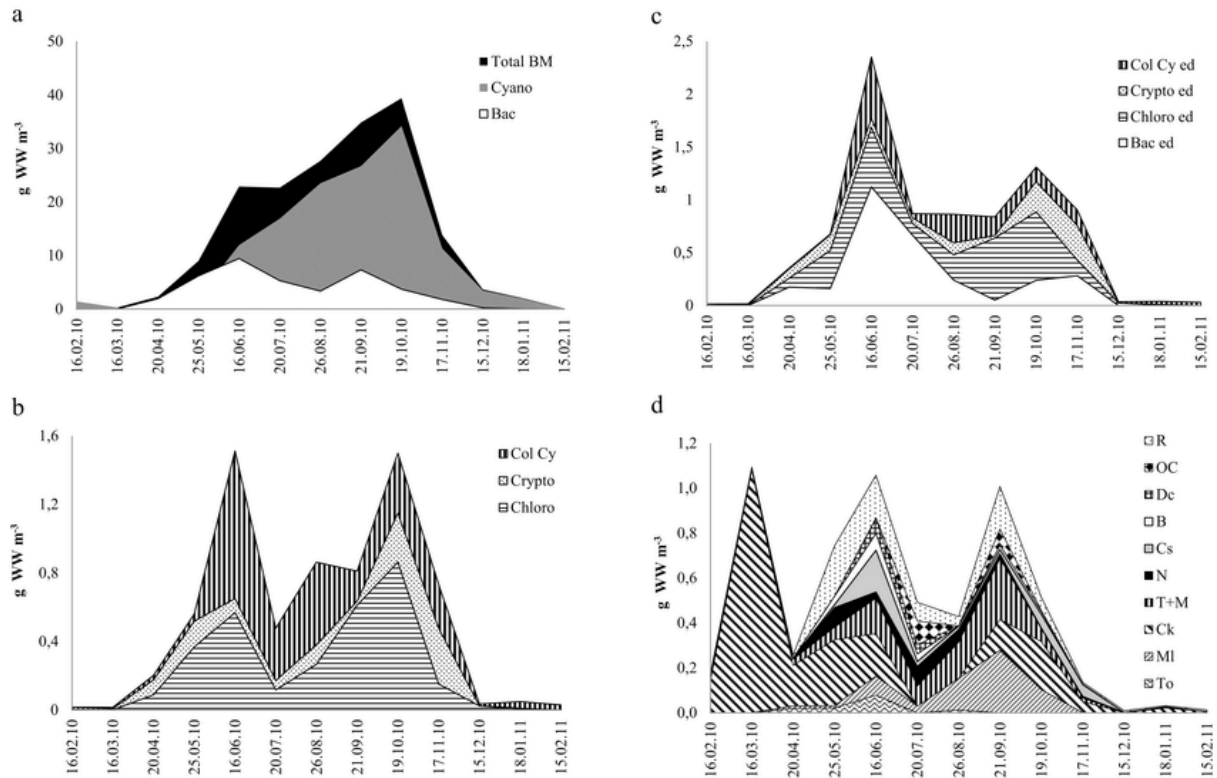 a
g WW m⁻³
50
40
30
20
10
0
Total BM
Cyano
Bac
16.02.10
16.03.10
20.04.10
25.05.10
16.06.10
20.07.10
26.08.10
21.09.10
19.10.10
17.11.10
15.12.10
18.01.11
15.02.11
b
g WW m⁻³
1,6
1,2
0,8
0,4
0
Col Cy
Crypto
Chloro
16.02.10
16.03.10
20.04.10
25.05.10
16.06.10
20.07.10
26.08.10
21.09.10
19.10.10
17.11.10
15.12.10
18.01.11
15.02.11
c
g WW m⁻³
2,5
2
1,5
1
0,5
0
Col Cy ed
Crypto ed
Chloro ed
Bac ed
16.02.10
16.03.10
20.04.10
25.05.10
16.06.10
20.07.10
26.08.10
21.09.10
19.10.10
17.11.10
15.12.10
18.01.11
15.02.11
d
g WW m⁻³
1,2
1,0
0,8
0,6
0,4
0,2
0,0
R
OC
Dc
B
Cs
N
T+M
Ck
Ml
To
16.02.10
16.03.10
20.04.10
25.05.10
16.06.10
20.07.10
26.08.10
21.09.10
19.10.10
17.11.10
15.12.10
18.01.11
15.02.11